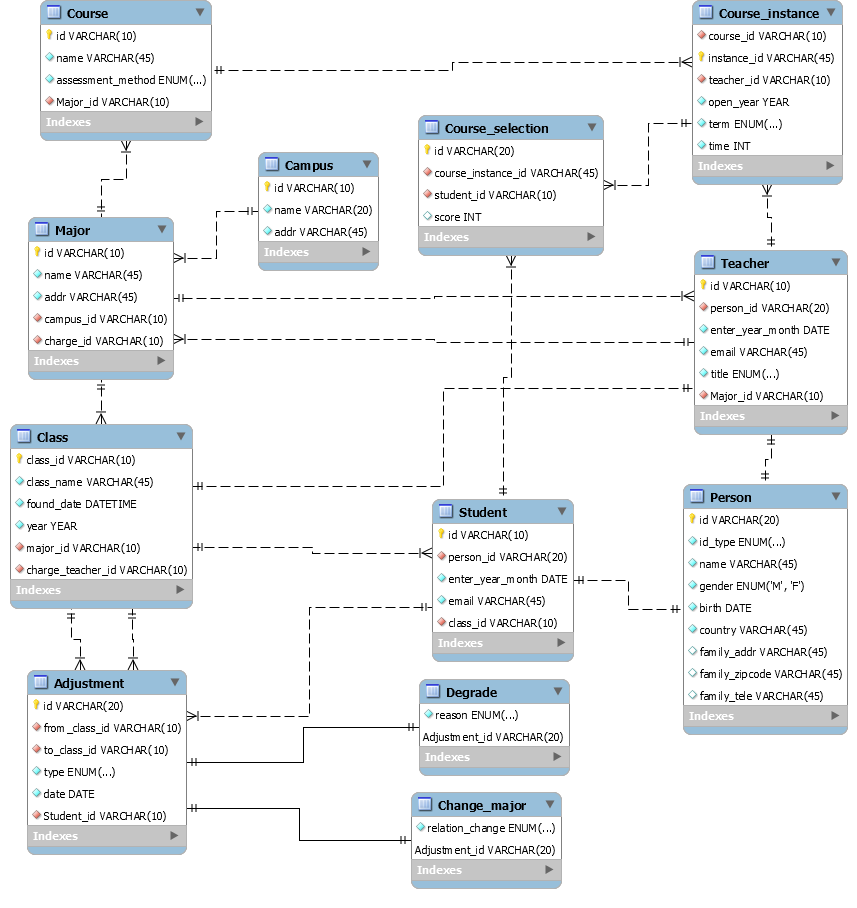 Course
id VARCHAR(10)
name VARCHAR(45)
assessment_method ENUM(...)
Major_id VARCHAR(10)
Indexes
Course_instance
course_id VARCHAR(10)
instance_id VARCHAR(45)
teacher_id VARCHAR(10)
open_year YEAR
term ENUM(...)
time INT
Indexes
Course_selection
id VARCHAR(20)
course_instance_id VARCHAR(45)
student_id VARCHAR(10)
score INT
Indexes
Campus
id VARCHAR(10)
name VARCHAR(20)
addr VARCHAR(45)
Indexes
Major
id VARCHAR(10)
name VARCHAR(45)
addr VARCHAR(45)
campus_id VARCHAR(10)
charge_id VARCHAR(10)
Indexes
Teacher
id VARCHAR(10)
person_id VARCHAR(20)
enter_year_month DATE
email VARCHAR(45)
title ENUM(...)
Major_id VARCHAR(10)
Indexes
Class
class_id VARCHAR(10)
class_name VARCHAR(45)
found_date DATETIME
year YEAR
major_id VARCHAR(10)
charge_teacher_id VARCHAR(10)
Indexes
Student
id VARCHAR(10)
person_id VARCHAR(20)
enter_year_month DATE
email VARCHAR(45)
class_id VARCHAR(10)
Indexes
Person
id VARCHAR(20)
id_type ENUM(...)
name VARCHAR(45)
gender ENUM('M', 'F')
birth DATE
country VARCHAR(45)
family_addr VARCHAR(45)
family_zipcode VARCHAR(45)
family_tele VARCHAR(45)
Indexes
Adjustment
id VARCHAR(20)
from_class_id VARCHAR(10)
to_class_id VARCHAR(10)
type ENUM(...)
date DATE
Student_id VARCHAR(10)
Indexes
Degrade
reason ENUM(...)
Adjustment_id VARCHAR(20)
Indexes
Change_major
relation_change ENUM(...)
Adjustment_id VARCHAR(20)
Indexes